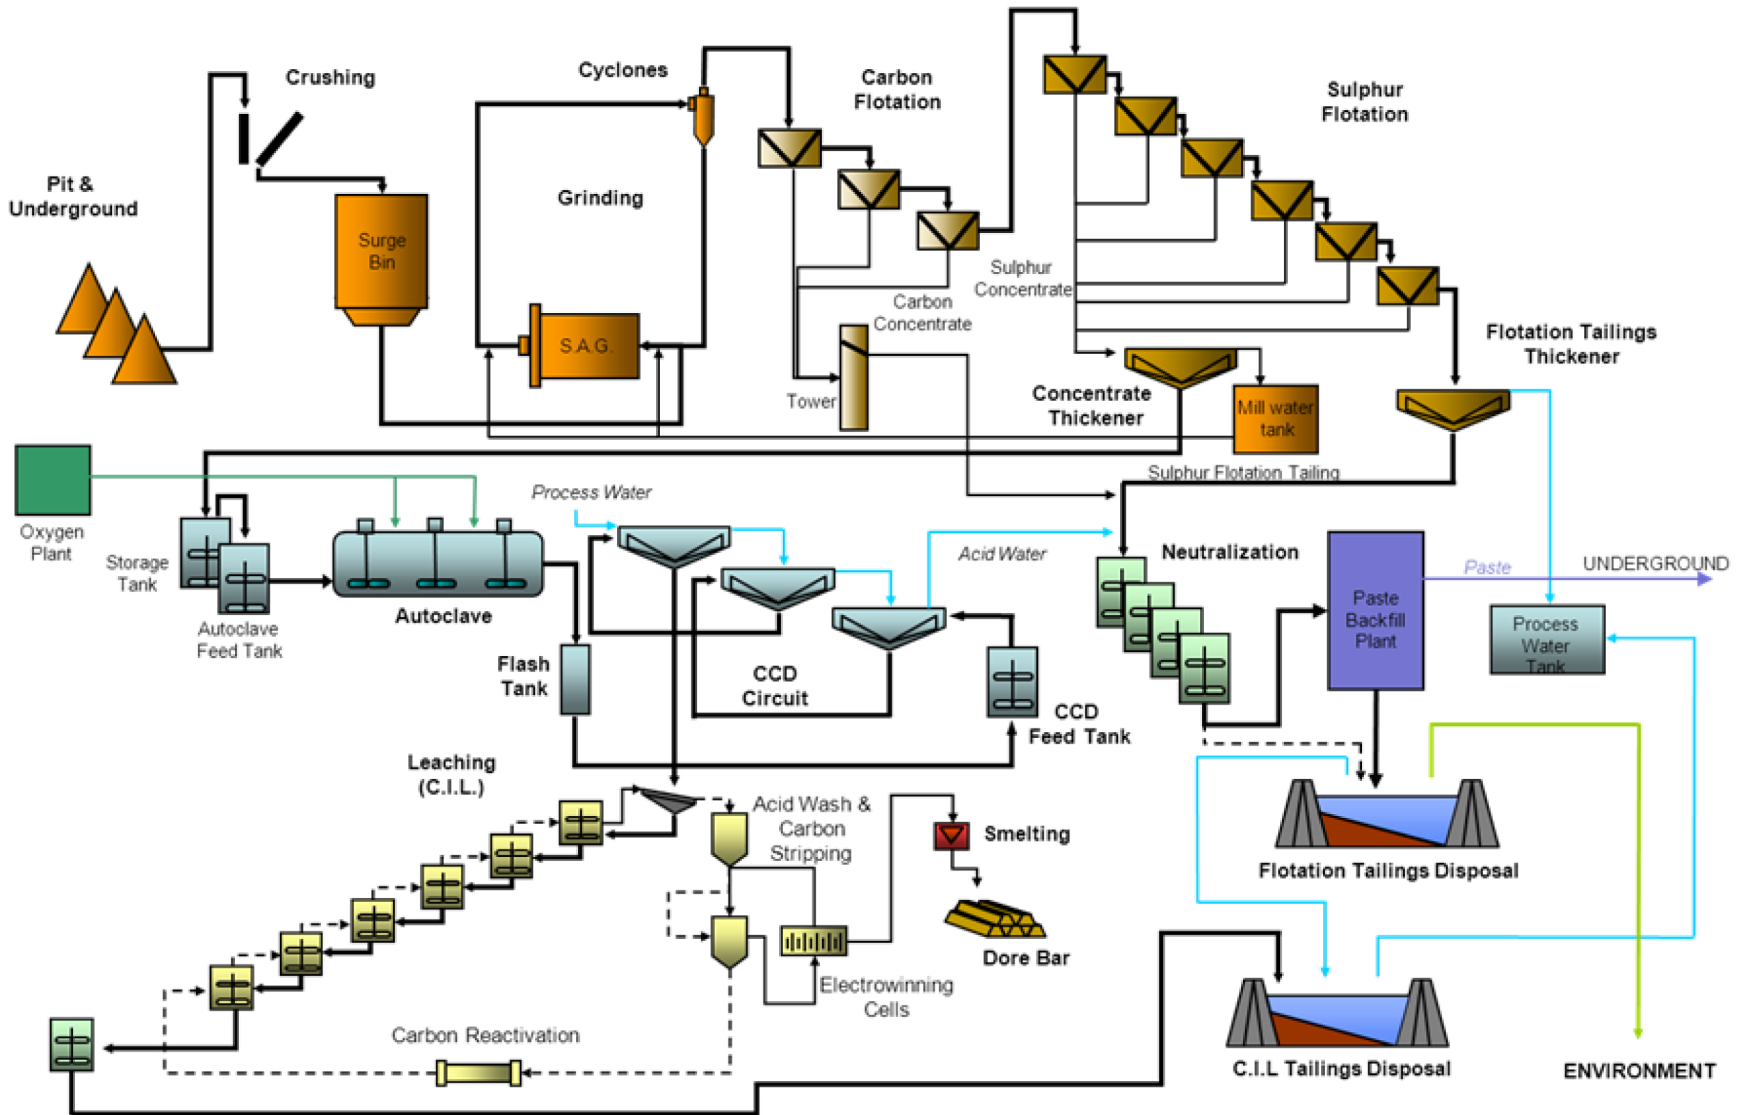 Crushing
Cyclones
Carbon
Flotation
Sulphur
Flotation
Pit &
Underground
Grinding
Surge
Bin
S.A.G.
Sulphur
Concentrate
Carbon
Concentrate
Tower
Flotation Tailings
Thickener
Concentrate
Thickener
Mill water
tank
Sulphur Flotation Tailing
Oxygen
Plant
Storage
Tank
Autoclave
Feed Tank
Autoclave
Process Water
Flash
Tank
CCD
Circuit
Acid Water
CCD
Feed Tank
Neutralization
Paste
Backfill
Plant
Paste
UNDERGROUND
Process
Water
Tank
Leaching
(C.I.L.)
Acid Wash &
Carbon
Stripping
Smelting
Dore Bar
Electrowinning
Cells
Carbon Reactivation
Flotation Tailings Disposal
C.I.L Tailings Disposal
ENVIRONMENT